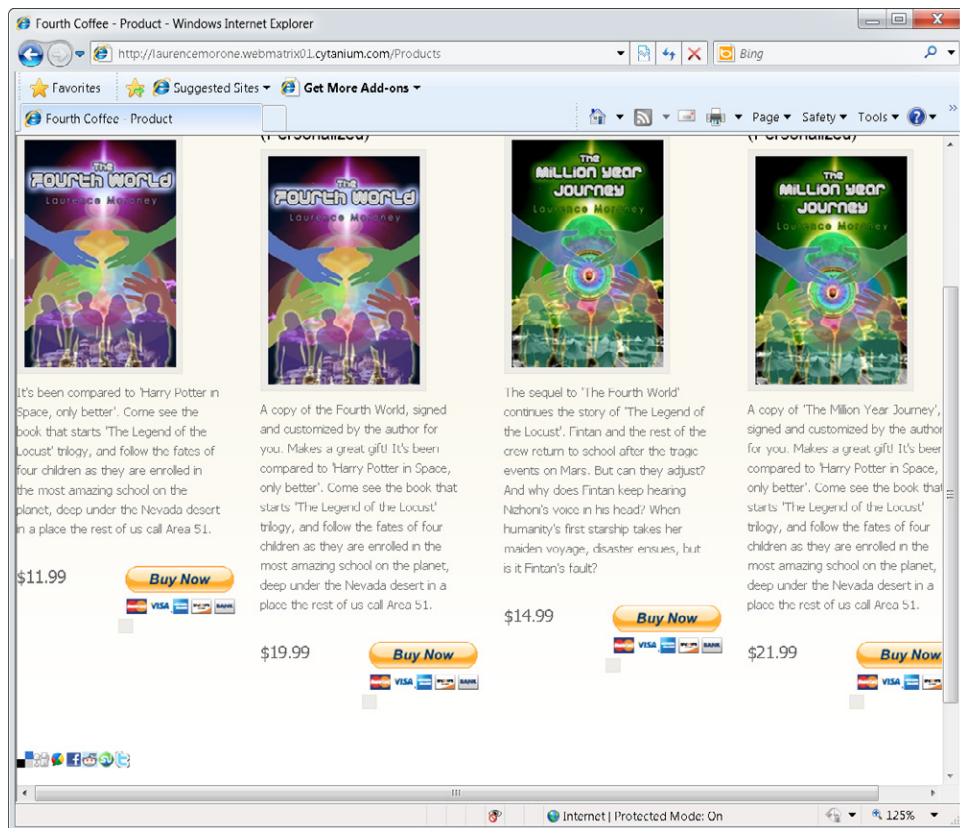 Fourth Coffee - Product - Windows Internet Explorer
http://laurencemorone.webmatrix01.cytanium.com/Products
Bing
Favorites
Suggested Sites
Get More Add-ons
Fourth Coffee - Product
Page
Safety
Tools
(Personalized)
(Personalized)
The
FOURTH WORLD
Laurence Moroney
The
FOURTH WORLD
Laurence Moroney
The
MILLION YEAR
JOURNEY
Laurence Moroney
The
MILLION YEAR
JOURNEY
Laurence Moroney
It's been compared to 'Harry Potter in
Space, only better'. Come see the
book that starts 'The Legend of the
Locust' trilogy, and follow the fates of
four children as they are enrolled in
the most amazing school on the
planet, deep under the Nevada desert
in a place the rest of us call Area 51.
$11.99
Buy Now
VISA
BANK
A copy of the Fourth World, signed
and customized by the author for
you. Makes a great gift! It's been
compared to 'Harry Potter in Space,
only better'. Come see the book that
starts 'The Legend of the Locust'
trilogy, and follow the fates of four
children as they are enrolled in the
most amazing school on the planet,
deep under the Nevada desert in a
place the rest of us call Area 51.
$19.99
Buy Now
VISA
BANK
The sequel to 'The Fourth World'
continues the story of 'The Legend of
the Locust'. Fintan and the rest of the
crew return to school after the tragic
events on Mars. But can they adjust?
And why does Fintan keep hearing
Nizhoni's voice in his head? When
humanity's first starship takes her
maiden voyage, disaster ensues, but
is it Fintan's fault?
$14.99
Buy Now
VISA
BANK
A copy of 'The Million Year Journey',
signed and customized by the author
for you. Makes a great gift! It's been
compared to 'Harry Potter in Space,
only better'. Come see the book that
starts 'The Legend of the Locust'
trilogy, and follow the fates of four
children as they are enrolled in the
most amazing school on the planet,
deep under the Nevada desert in a
place the rest of us call Area 51.
$21.99
Buy Now
VISA
Internet | Protected Mode: On
125%